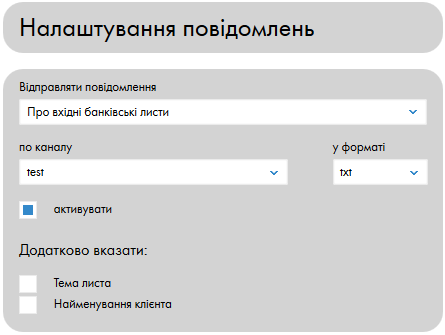 Налаштування повідомлень
Відправляти повідомлення
Про вхідні банківські листи
по каналу у форматі
test txt
активувати
Додатково вказати:
Тема листа
Найменування клієнта